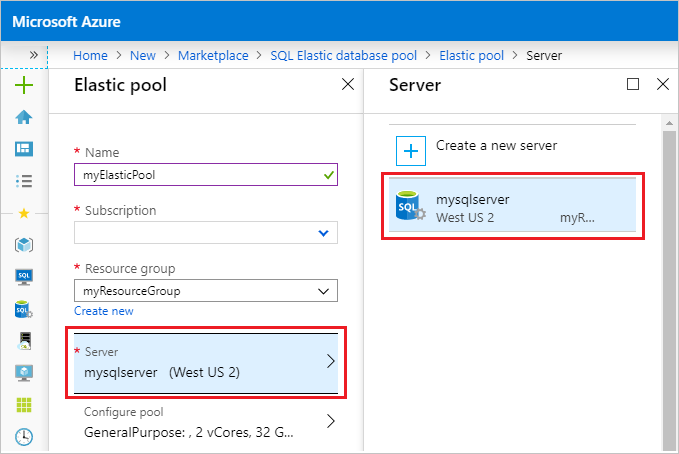 Microsoft Azure
» Home > New > Marketplace > SQL Elastic database pool > Elastic pool > Server
Elastic pool
* Name
myElasticPool
* Subscription
* Resource group
myResourceGroup
Create new
* Server
mysqlserver (West US 2)
Configure pool
GeneralPurpose: , 2 vCores, 32 G...
Server
Create a new server
SQL
mysqlserver
West US 2 myR...
SQL
SQL